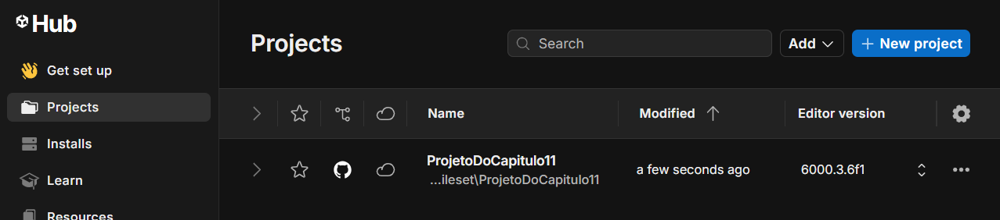 Hub
Get set up
Projects
Installs
Learn
Resources
Projects
Search
Add
New project
Name
Modified
Editor version
ProjetoDoCapitulo11
...ileset\ProjetoDoCapitulo11
a few seconds ago
6000.3.6f1